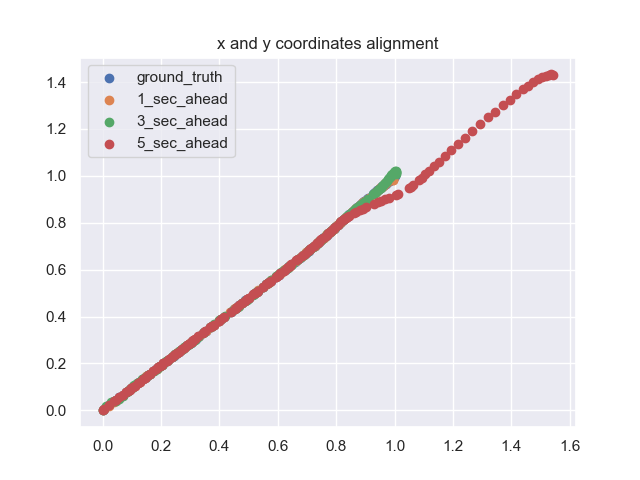 x and y coordinates alignment
ground_truth
1_sec_ahead
3_sec_ahead
5_sec_ahead
1.4
1.2
1.0
0.8
0.6
0.4
0.2
0.0
0.0 0.2 0.4 0.6 0.8 1.0 1.2 1.4 1.6